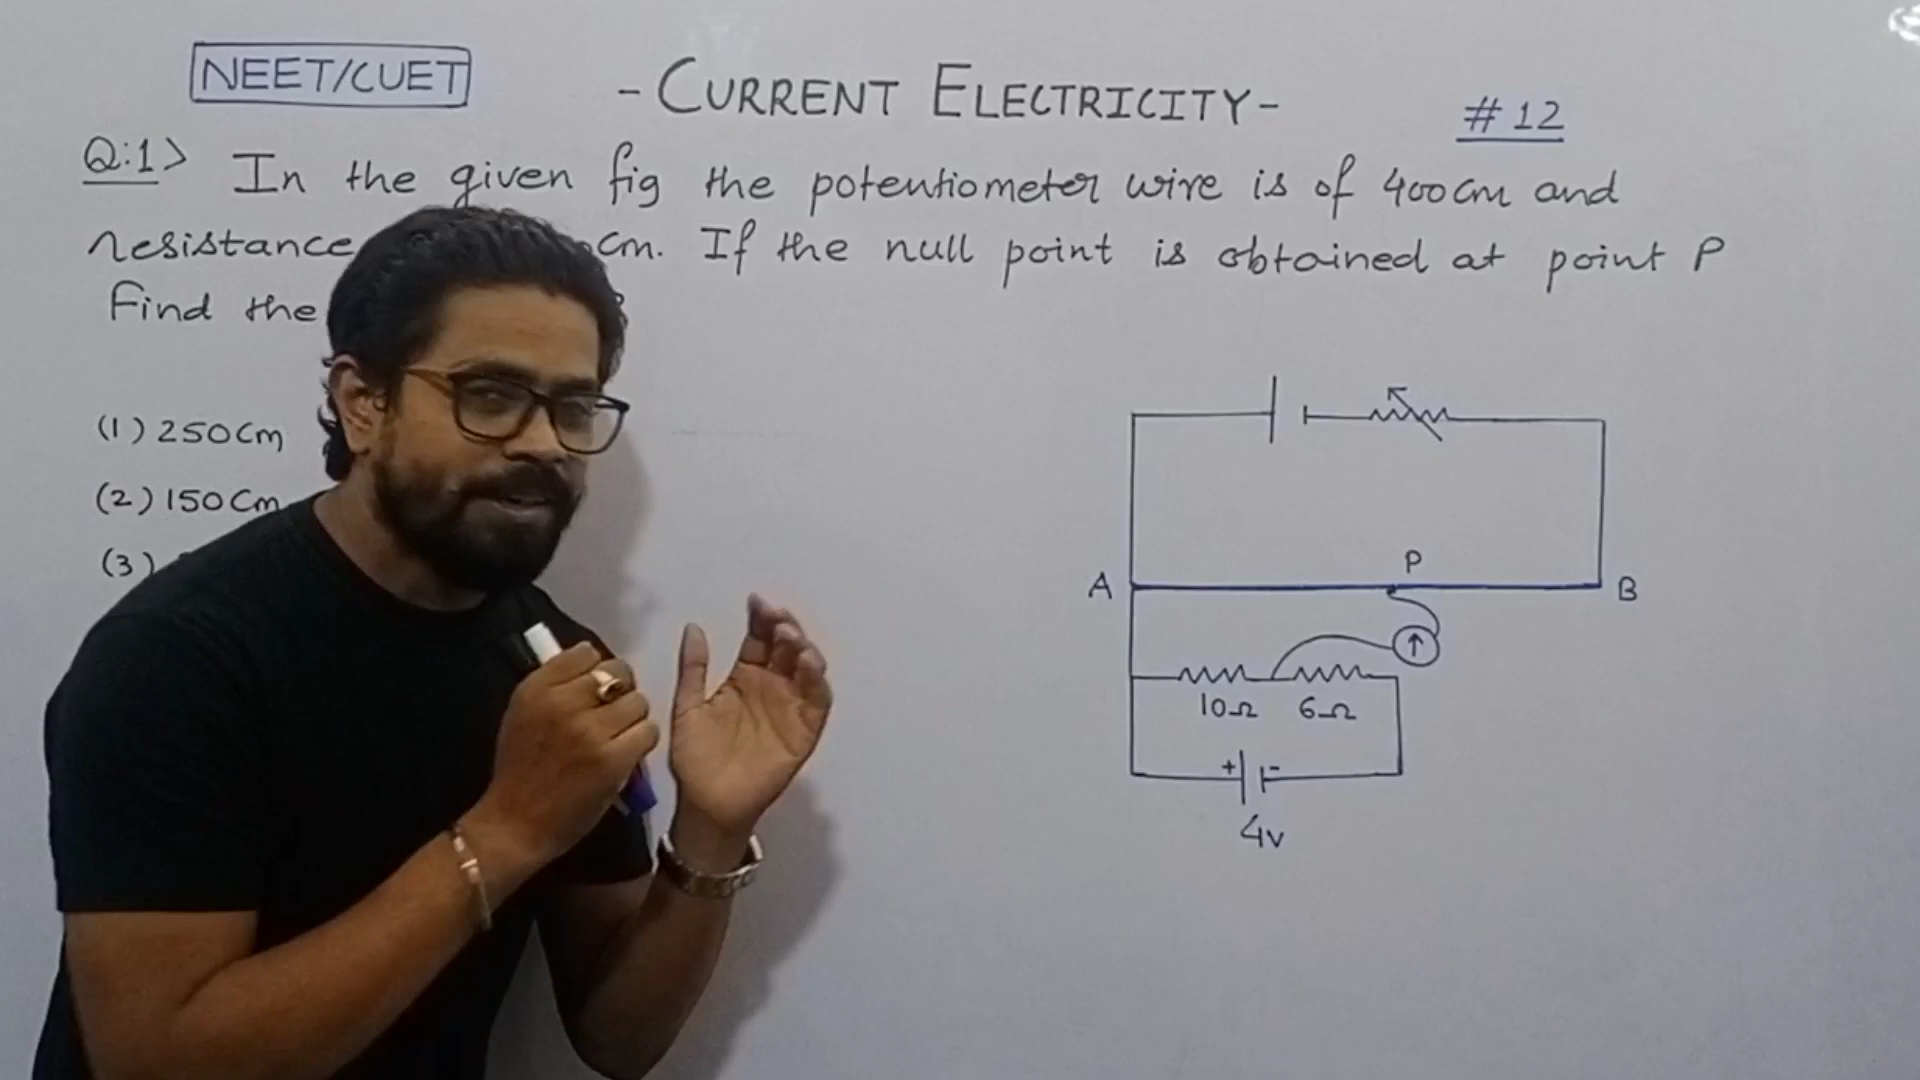 NEET/CUET
- CURRENT ELECTRICITY -
# 12
Q:1> In the given fig the potentiometer wire is of 400cm and
resistance cm. If the null point is obtained at point P
Find the
(1) 250cm
(2) 150cm
(3)
P
A
B
10Ω 6Ω
+ -
4v